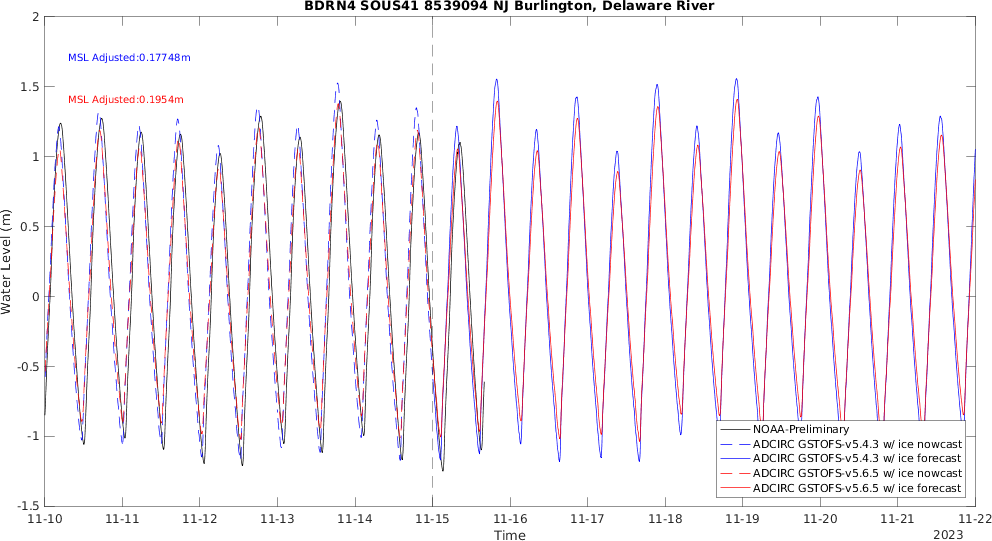 BDRN4 SOUS41 8539094 NJ Burlington, Delaware River
MSL Adjusted:0.17748m
MSL Adjusted:0.1954m
Water Level (m)
2
1.5
1
0.5
0
-0.5
-1
-1.5
NOAA-Preliminary
ADCIRC GSTOFS-v5.4.3 w/ ice nowcast
ADCIRC GSTOFS-v5.4.3 w/ ice forecast
ADCIRC GSTOFS-v5.6.5 w/ ice nowcast
ADCIRC GSTOFS-v5.6.5 w/ ice forecast
11-10 11-11 11-12 11-13 11-14 11-15 11-16 11-17 11-18 11-19 11-20 11-21 11-22
Time
2023